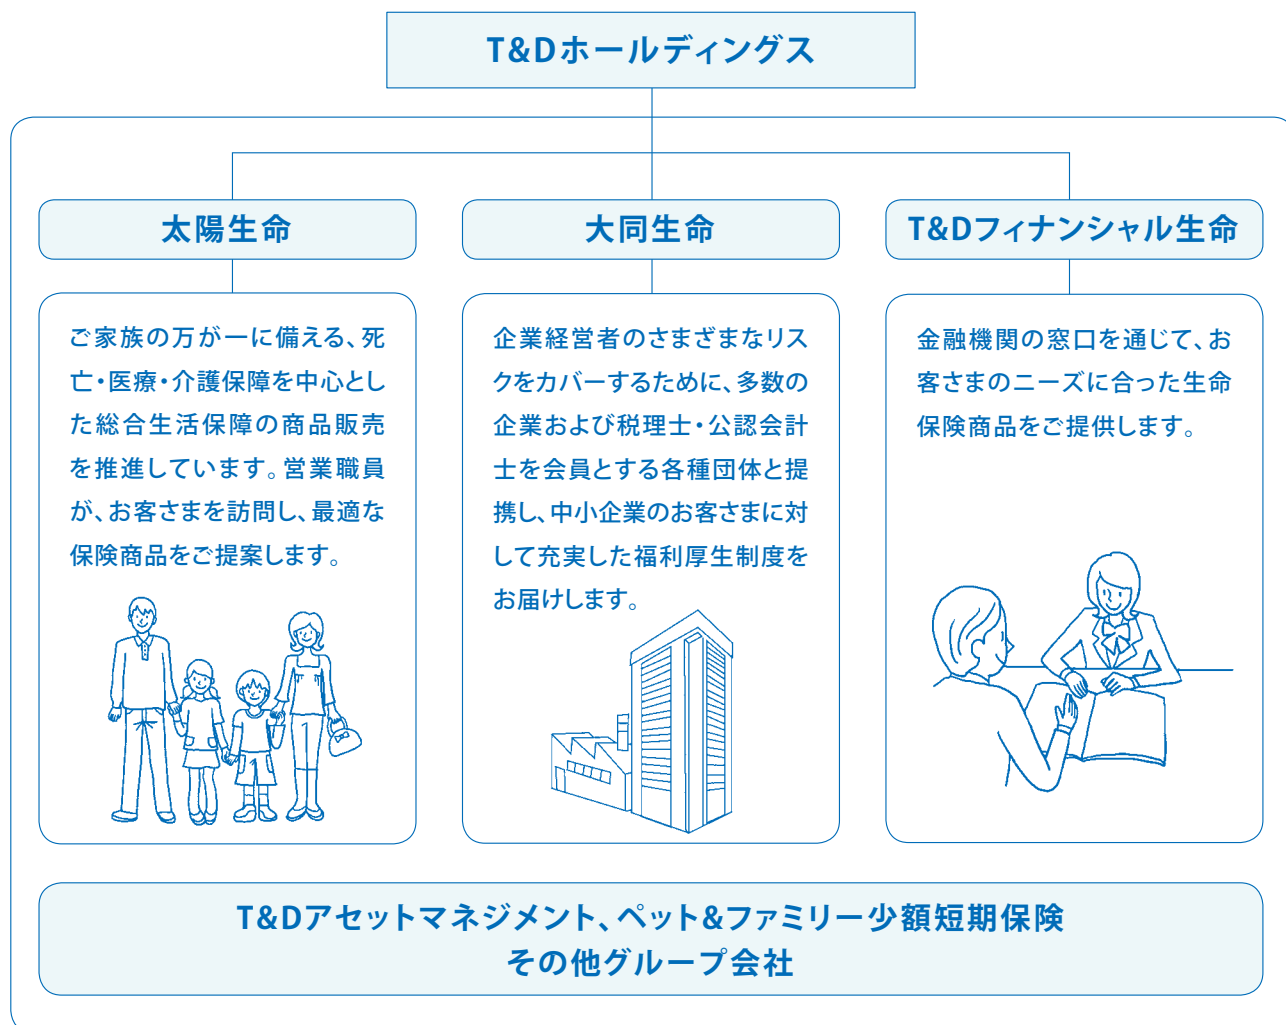 T&Dホールディングス
太陽生命
大同生命
T&Dフィナンシャル生命
ご家族の万が一に備える、死
亡・医療・介護保障を中心とし
た総合生活保障の商品販売
を推進しています。営業職員
が、お客さまを訪問し、最適な
保険商品をご提案します。
企業経営者のさまざまなリス
クをカバーするために、多数の
企業および税理士・公認会計
士を会員とする各種団体と提
携し、中小企業のお客さまに対
して充実した福利厚生制度を
お届けします。
金融機関の窓口を通じて、お
客さまのニーズに合った生命
保険商品をご提供します。
T&Dアセットマネジメント、ペット&ファミリー少額短期保険
その他グループ会社